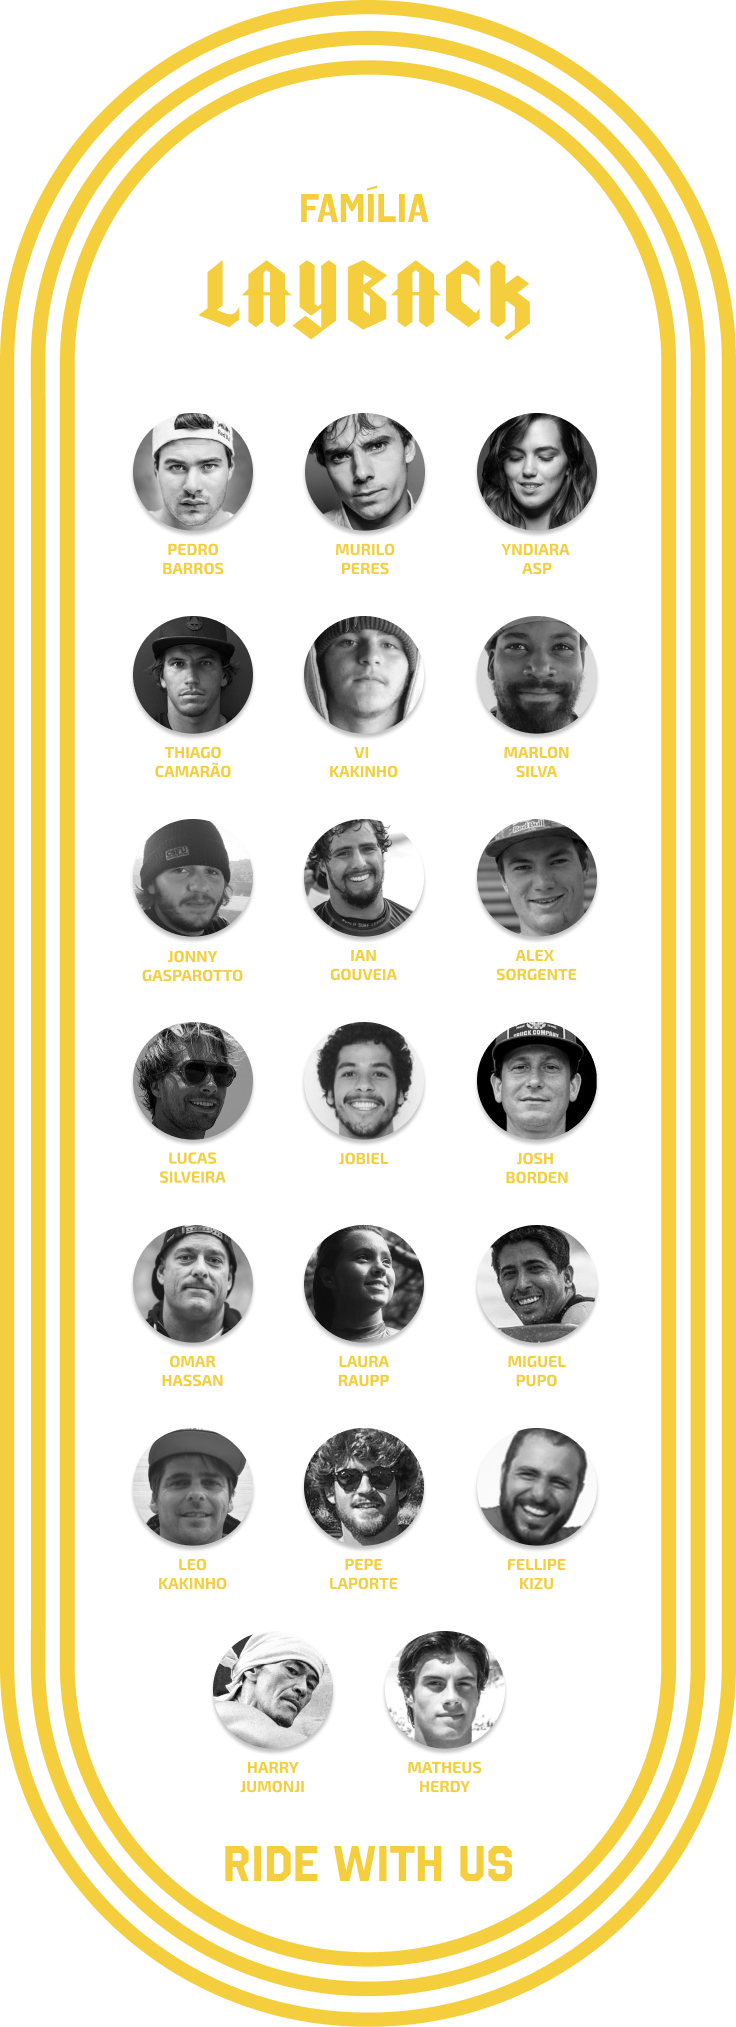 FAMÍLIA
LAYBACK
PEDRO
BARROS
MURILO
PERES
YNDIARA
ASP
THIAGO
CAMARÃO
VI
KAKINHO
MARLON
SILVA
JONNY
GASPAROTTO
IAN
GOUVEIA
ALEX
SORGENTE
LUCAS
SILVEIRA
JOBIEL
TRUCK COMPANY
JOSH
BORDEN
OMAR
HASSAN
LAURA
RAUPP
MIGUEL
PUPO
LEO
KAKINHO
PEPE
LAPORTE
FELLIPE
KIZU
HARRY
JUMONJI
MATHEUS
HERDY
RIDE WITH US